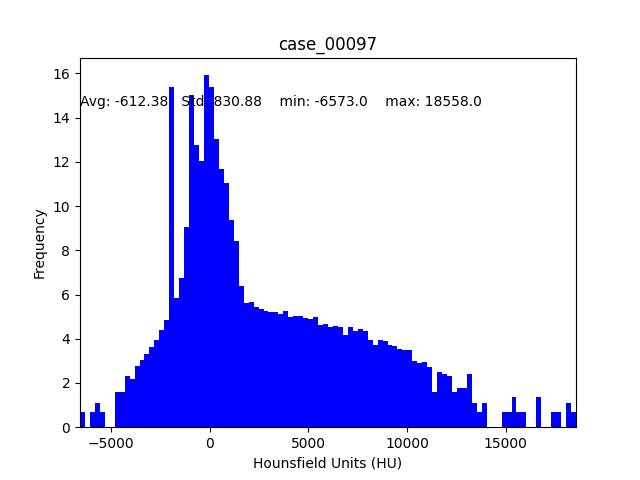 case_00097
Avg: -612.38   Std: 830.88    min: -6573.0    max: 18558.0
16
14
12
10
8
6
4
2
0
Frequency
−5000 0 5000 10000 15000
Hounsfield Units (HU)